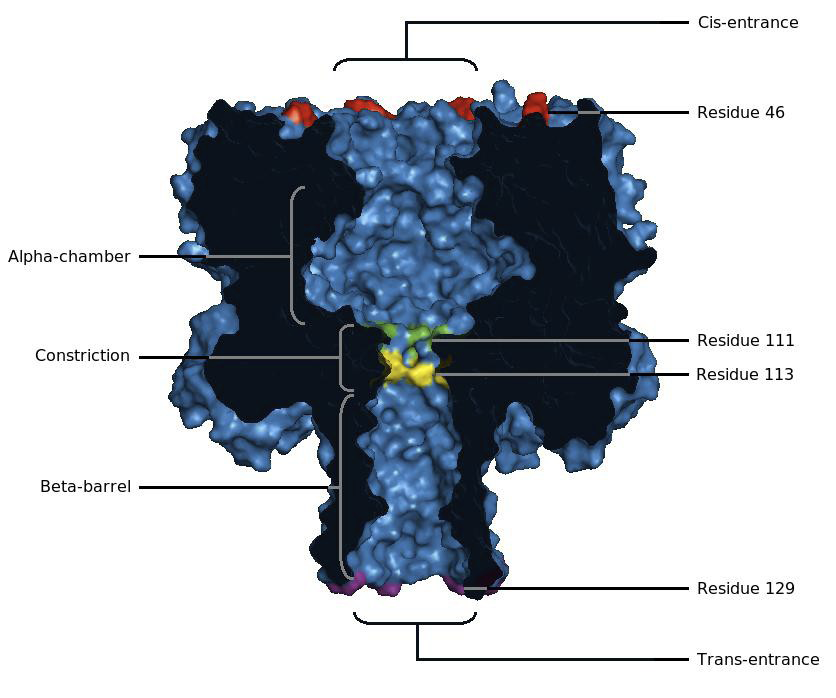 Cis-entrance
Residue 46
Alpha-chamber
Residue 111
Constriction
Residue 113
Beta-barrel
Residue 129
Trans-entrance